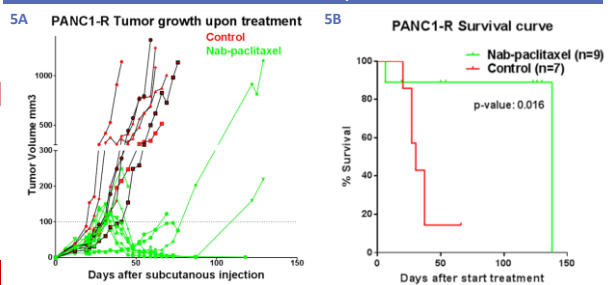 5A
PANC1-R Tumor growth upon treatment
Control
Nab-paclitaxel
Tumor Volume mm3
1000
500
300
200
100
0
0
50
100
150
Days after subcutanous injection
5B
PANC1-R Survival curve
Nab-paclitaxel (n=9)
Control (n=7)
p-value: 0.016
% Survival
100
80
60
40
20
0
0
50
100
150
Days after start treatment